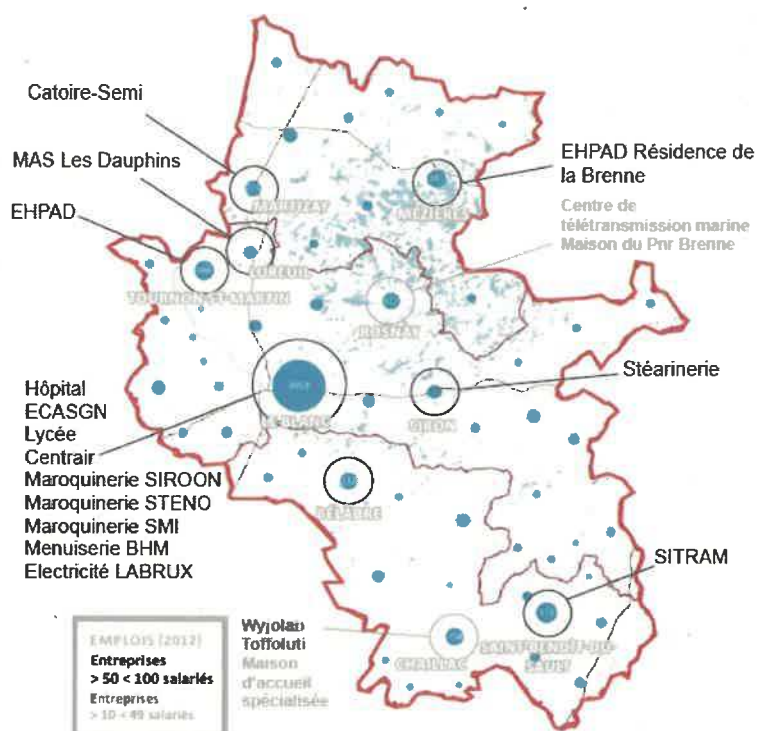 Catoire-Semi
MAS Les Dauphins
EHPAD
EHPAD Résidence de
la Brenne
Centre de
télétransmission marine
Maison du Pnr Brenne
MARTIZAY
MÉZIÈRES
LUREUIL
TOURNON-ST-MARTIN
ROSNAY
Stéarinerie
LE BLANC
CIRON
Hôpital
ECASGN
Lycée
Centrair
Maroquinerie SIROON
Maroquinerie STENO
Maroquinerie SMI
Menuiserie BHM
Electricité LABRUX
BÉLÂBRE
SITRAM
EMPLOIS (2012)
Entreprises
> 50 < 100 salariés
Entreprises
> 10 < 49 salariés
Wyjolab
Toffoluti
Maison
d'accueil
spécialisée
CHAILLAC
SAINT-BENOÎT-DU-
SAULT